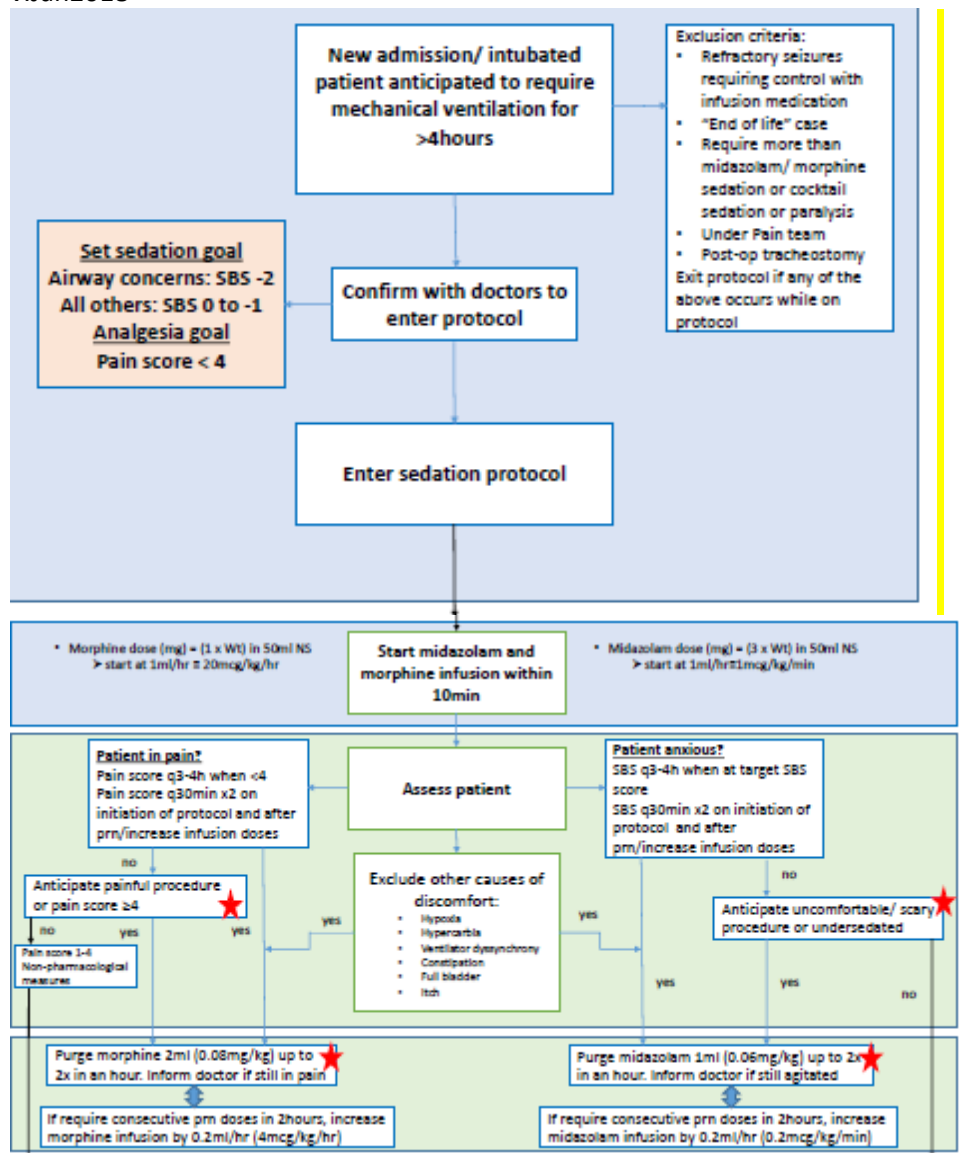 New admission/ intubated
patient anticipated to require
mechanical ventilation for
>4hours
Exclusion criteria:
• Refractory seizures
requiring control with
infusion medication
• "End of life" case
• Require more than
midazolam/ morphine
sedation or cocktail
sedation or paralysis
• Under Pain team
• Post-op tracheostomy
Exit protocol if any of the
above occurs while on
protocol
Set sedation goal
Airway concerns: SBS -2
All others: SBS 0 to -1
Analgesia goal
Pain score < 4
Confirm with doctors to
enter protocol
Enter sedation protocol
• Morphine dose (mg) = (1 x Wt) in 50ml NS
➢ start at 1ml/hr ≡ 20mcg/kg/hr
Start midazolam and
morphine infusion within
10min
• Midazolam dose (mg) = (3 x Wt) in 50ml NS
➢ start at 1ml/hr≡1mcg/kg/min
Patient in pain?
Pain score q3-4h when <4
Pain score q30min x2 on
initiation of protocol and after
prn/increase infusion doses
Assess patient
Patient anxious?
SBS q3-4h when at target SBS
score
SBS q30min x2 on initiation of
protocol and after
prn/increase infusion doses
no
Anticipate painful procedure
or pain score ≥4
no
yes
yes
Pain score 1-4
Non-pharmacological
measures
Exclude other causes of
discomfort:
• Hypoxia
• Hypercarbia
• Ventilator dyssynchrony
• Constipation
• Full bladder
• Itch
yes
yes
no
Anticipate uncomfortable/ scary
procedure or undersedated
yes
yes
no
Purge morphine 2ml (0.08mg/kg) up to
2x in an hour. Inform doctor if still in pain
If require consecutive prn doses in 2hours, increase
morphine infusion by 0.2ml/hr (4mcg/kg/hr)
Purge midazolam 1ml (0.06mg/kg) up to 2x
in an hour. Inform doctor if still agitated
If require consecutive prn doses in 2hours, increase
midazolam infusion by 0.2ml/hr (0.2mcg/kg/min)